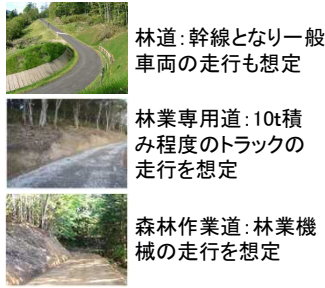 林道：幹線となり一般
車両の走行も想定
林業専用道：10t積
み程度のトラックの
走行を想定
森林作業道：林業機
械の走行を想定